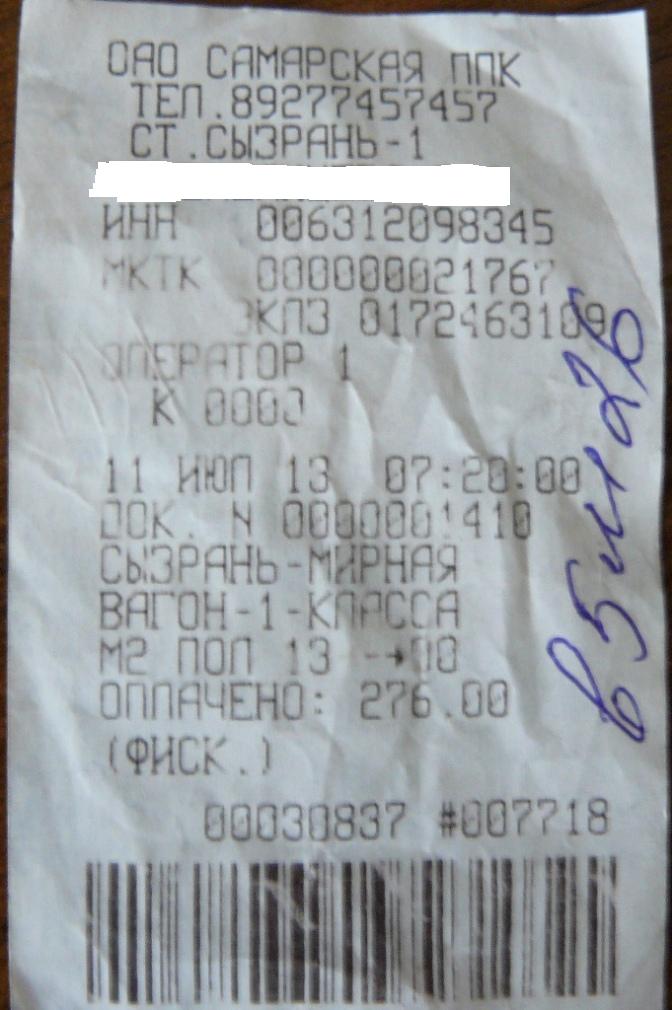 ОАО САМАРСКАЯ ППК
ТЕЛ.89277457457
СТ.СЫЗРАНЬ-1
ИНН 006312098345
МКТК 000000021767
ЭКЛЗ 0172463109
ОПЕРАТОР 1
К 0000
11 ИЮЛ 13 07:20:00
ДОК. N 0000001410
СЫЗРАНЬ-МИРНАЯ
ВАГОН-1-КЛАССА
М2 ПОЛ 13 -→00
ОПЛАЧЕНО: 276.00
(ФИСК.)
00030837 #007718
в5м26